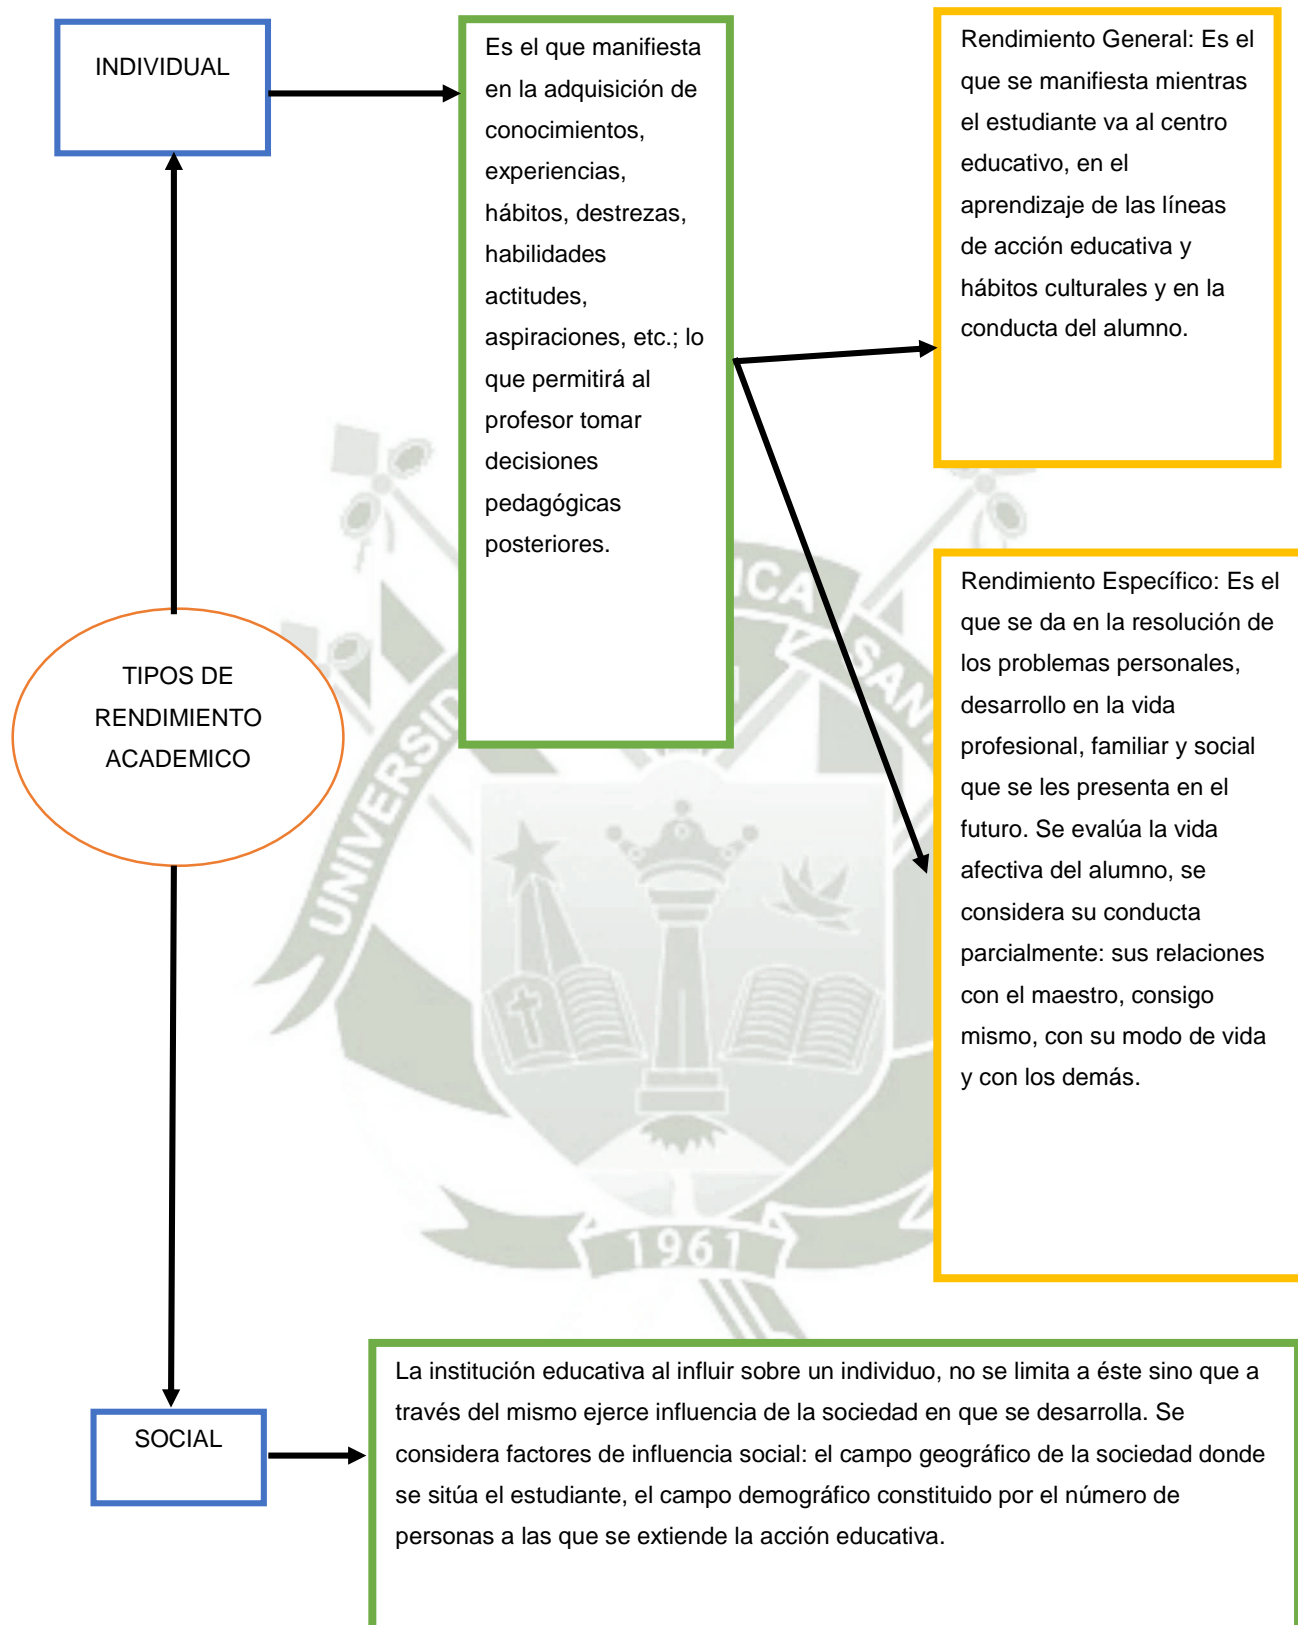 INDIVIDUAL
Es el que manifiesta
en la adquisición de
conocimientos,
experiencias,
hábitos, destrezas,
habilidades
actitudes,
aspiraciones, etc.; lo
que permitirá al
profesor tomar
decisiones
pedagógicas
posteriores.
Rendimiento General: Es el
que se manifiesta mientras
el estudiante va al centro
educativo, en el
aprendizaje de las líneas
de acción educativa y
hábitos culturales y en la
conducta del alumno.
Rendimiento Específico: Es el
que se da en la resolución de
los problemas personales,
desarrollo en la vida
profesional, familiar y social
que se les presenta en el
futuro. Se evalúa la vida
afectiva del alumno, se
considera su conducta
parcialmente: sus relaciones
con el maestro, consigo
mismo, con su modo de vida
y con los demás.
TIPOS DE
RENDIMIENTO
ACADEMICO
1961
SOCIAL
La institución educativa al influir sobre un individuo, no se limita a éste sino que a
través del mismo ejerce influencia de la sociedad en que se desarrolla. Se
considera factores de influencia social: el campo geográfico de la sociedad donde
se sitúa el estudiante, el campo demográfico constituido por el número de
personas a las que se extiende la acción educativa.